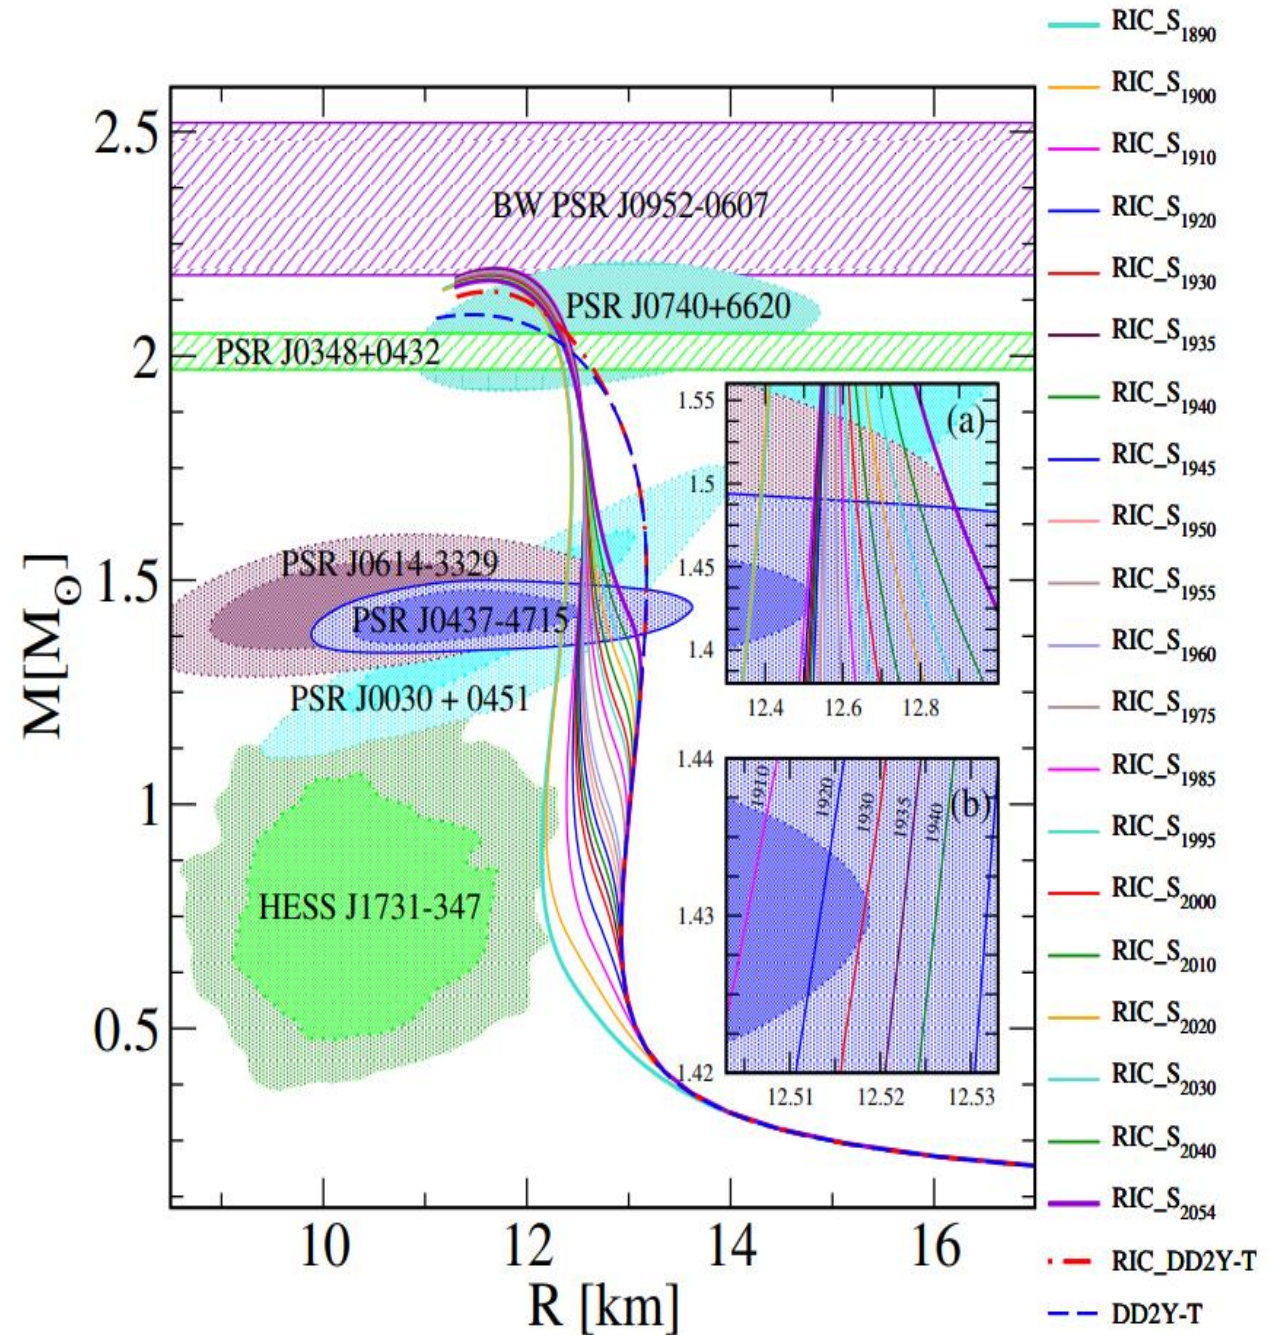 RIC_S1890
RIC_S1900
RIC_S1910
RIC_S1920
RIC_S1930
RIC_S1935
RIC_S1940
RIC_S1945
RIC_S1950
RIC_S1955
RIC_S1960
RIC_S1975
RIC_S1985
RIC_S1995
RIC_S2000
RIC_S2010
RIC_S2020
RIC_S2030
RIC_S2040
RIC_S2054
RIC_DD2Y-T
DD2Y-T
M[M⊙]
2.5
2
1.5
1
0.5
BW PSR J0952-0607
PSR J0740+6620
PSR J0348+0432
PSR J0614-3329
PSR J0437-4715
PSR J0030 + 0451
HESS J1731-347
(a)
1.55
1.5
1.45
1.4
12.4 12.6 12.8
(b)
1.44
1.43
1.42
1910
1920
1930
1935
1940
12.51 12.52 12.53
10 12 14 16
R [km]